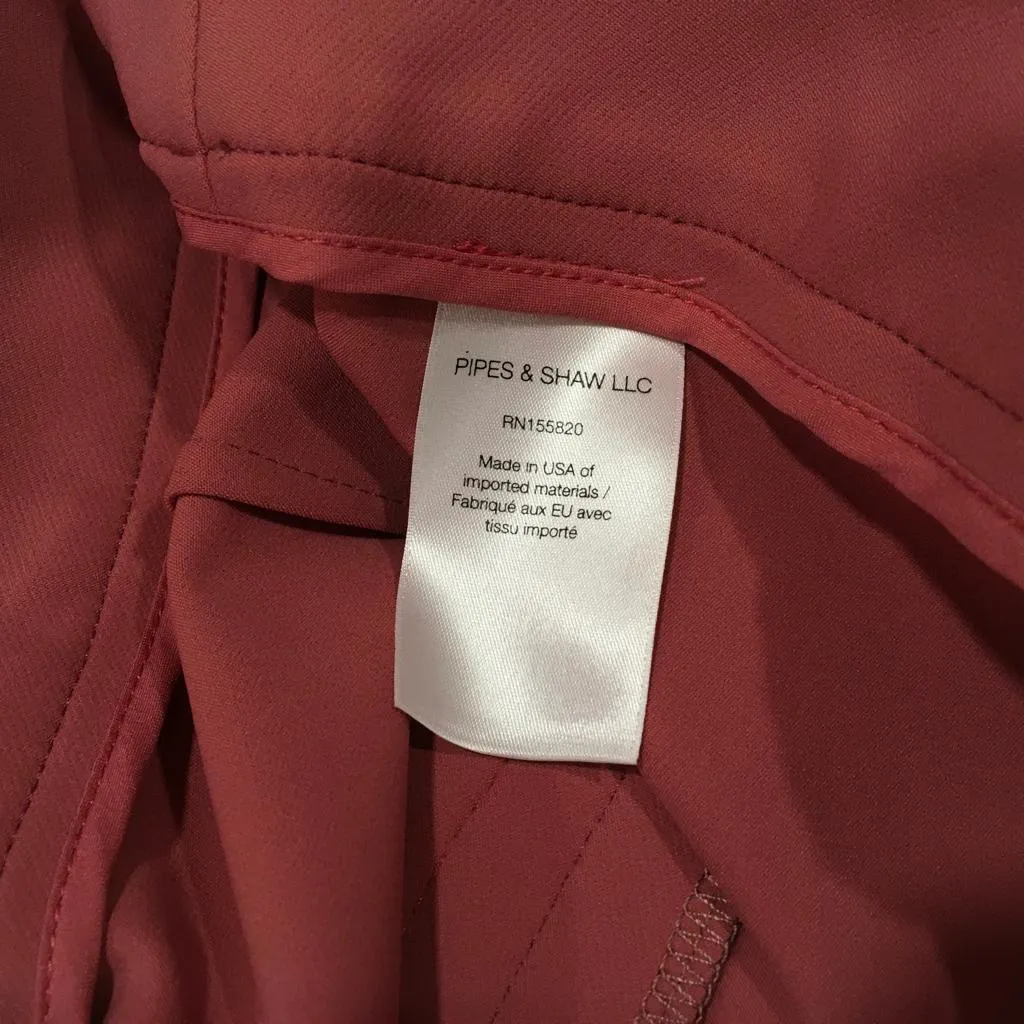 PIPES & SHAW LLC
RN155820
Made in USA of
imported materials /
Fabriqué aux EU avec
tissu importé